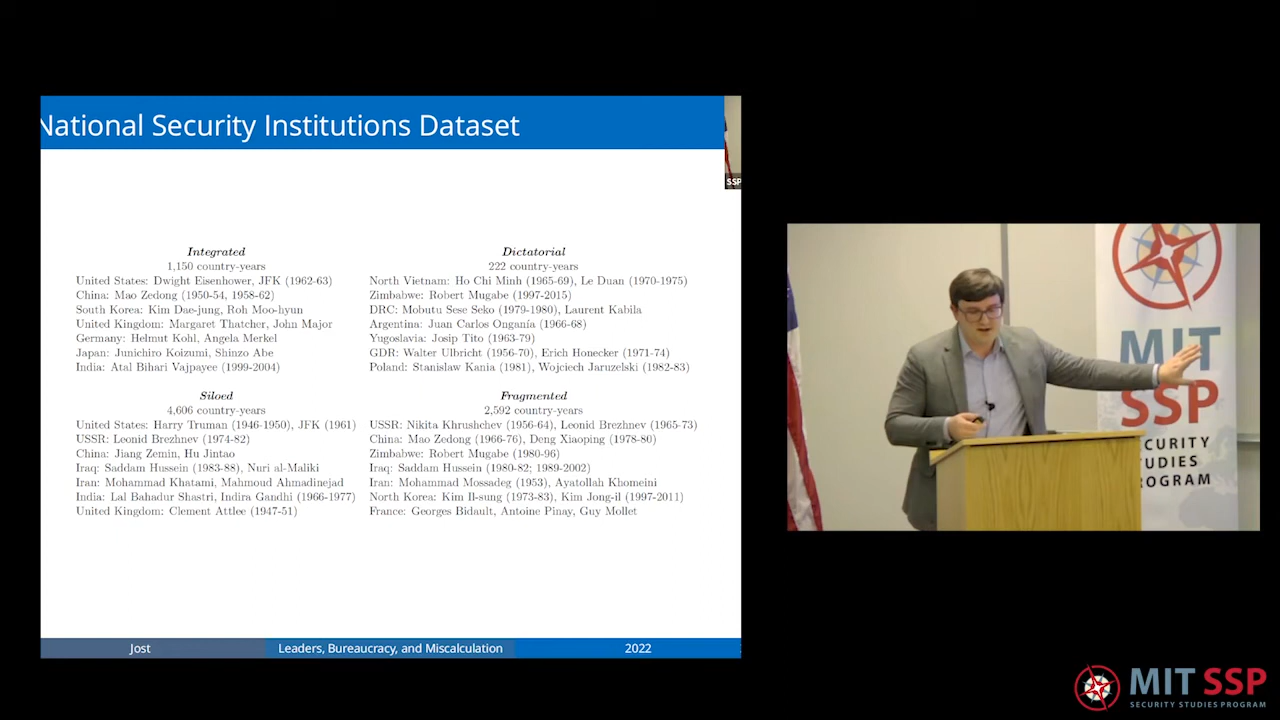 National Security Institutions Dataset
SSP
Integrated
1,150 country-years
United States: Dwight Eisenhower, JFK (1962-63)
China: Mao Zedong (1950-54, 1958-62)
South Korea: Kim Dae-jung, Roh Moo-hyun
United Kingdom: Margaret Thatcher, John Major
Germany: Helmut Kohl, Angela Merkel
Japan: Junichiro Koizumi, Shinzo Abe
India: Atal Bihari Vajpayee (1999-2004)
Dictatorial
222 country-years
North Vietnam: Ho Chi Minh (1965-69), Le Duan (1970-1975)
Zimbabwe: Robert Mugabe (1997-2015)
DRC: Mobutu Sese Seko (1979-1980), Laurent Kabila
Argentina: Juan Carlos Onganía (1966-68)
Yugoslavia: Josip Tito (1963-79)
GDR: Walter Ulbricht (1956-70), Erich Honecker (1971-74)
Poland: Stanislaw Kania (1981), Wojciech Jaruzelski (1982-83)
Siloed
4,606 country-years
United States: Harry Truman (1946-1950), JFK (1961)
USSR: Leonid Brezhnev (1974-82)
China: Jiang Zemin, Hu Jintao
Iraq: Saddam Hussein (1983-88), Nuri al-Maliki
Iran: Mohammad Khatami, Mahmoud Ahmadinejad
India: Lal Bahadur Shastri, Indira Gandhi (1966-1977)
United Kingdom: Clement Attlee (1947-51)
Fragmented
2,592 country-years
USSR: Nikita Khrushchev (1956-64), Leonid Brezhnev (1965-73)
China: Mao Zedong (1966-76), Deng Xiaoping (1978-80)
Zimbabwe: Robert Mugabe (1980-96)
Iraq: Saddam Hussein (1980-82; 1989-2002)
Iran: Mohammad Mossadeg (1953), Ayatollah Khomeini
North Korea: Kim Il-sung (1973-83), Kim Jong-il (1997-2011)
France: Georges Bidault, Antoine Pinay, Guy Mollet
Jost
Leaders, Bureaucracy, and Miscalculation
2022
MIT
SSP
ECURITY
TUDIES
ROGRAM
MIT SSP
SECURITY STUDIES PROGRAM